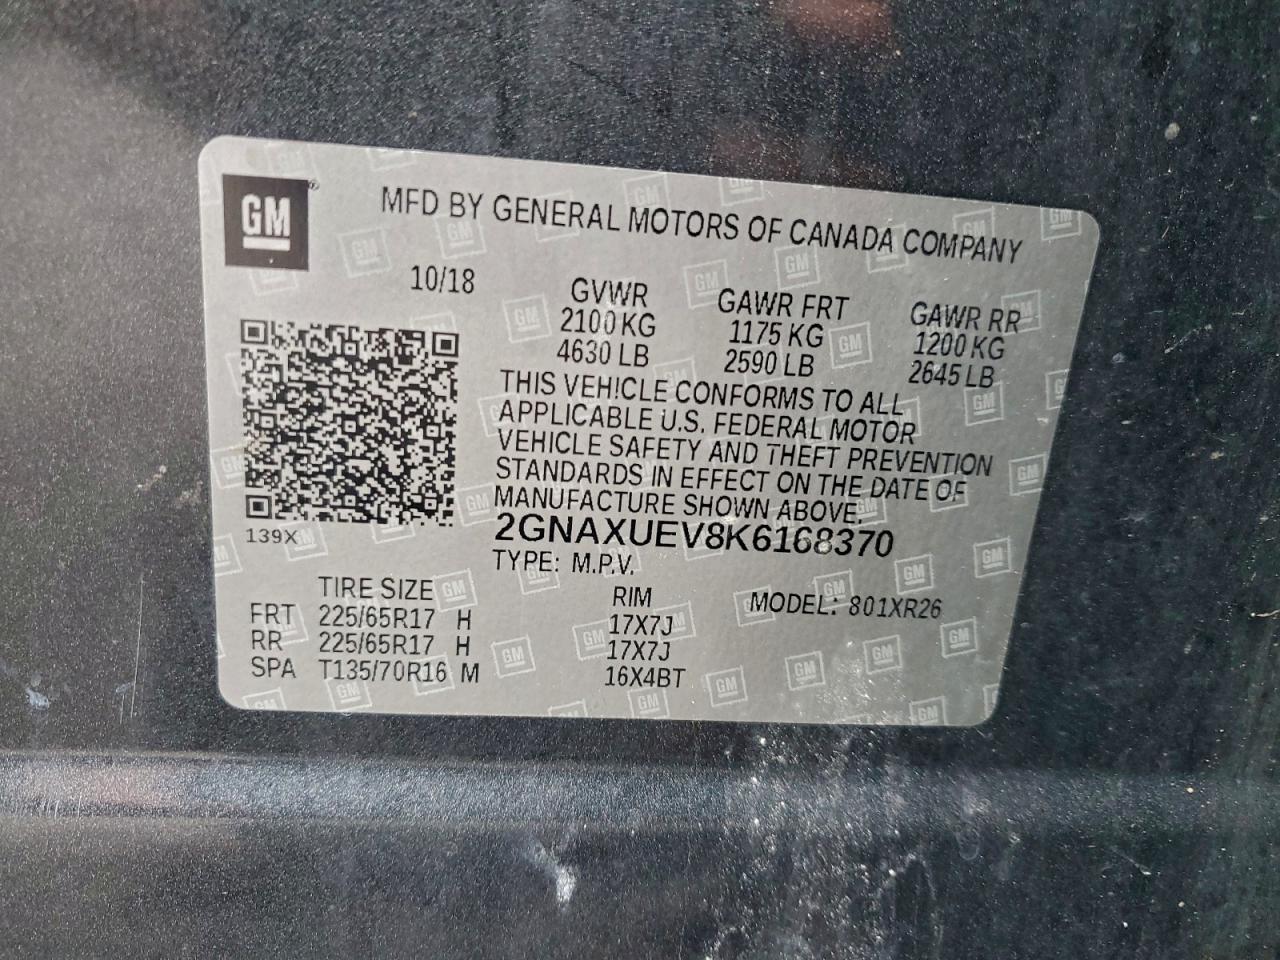 GM
MFD BY GENERAL MOTORS OF CANADA COMPANY
10/18
GVWR
2100 KG
4630 LB
GAWR FRT
1175 KG
2590 LB
GAWR RR
1200 KG
2645 LB
THIS VEHICLE CONFORMS TO ALL
APPLICABLE U.S. FEDERAL MOTOR
VEHICLE SAFETY AND THEFT PREVENTION
STANDARDS IN EFFECT ON THE DATE OF
MANUFACTURE SHOWN ABOVE.
139X
2GNAXUEV8K6168370
TYPE: M.P.V.
MODEL: 801XR26
TIRE SIZE RIM
FRT 225/65R17 H 17X7J
RR 225/65R17 H 17X7J
SPA T135/70R16 M 16X4BT